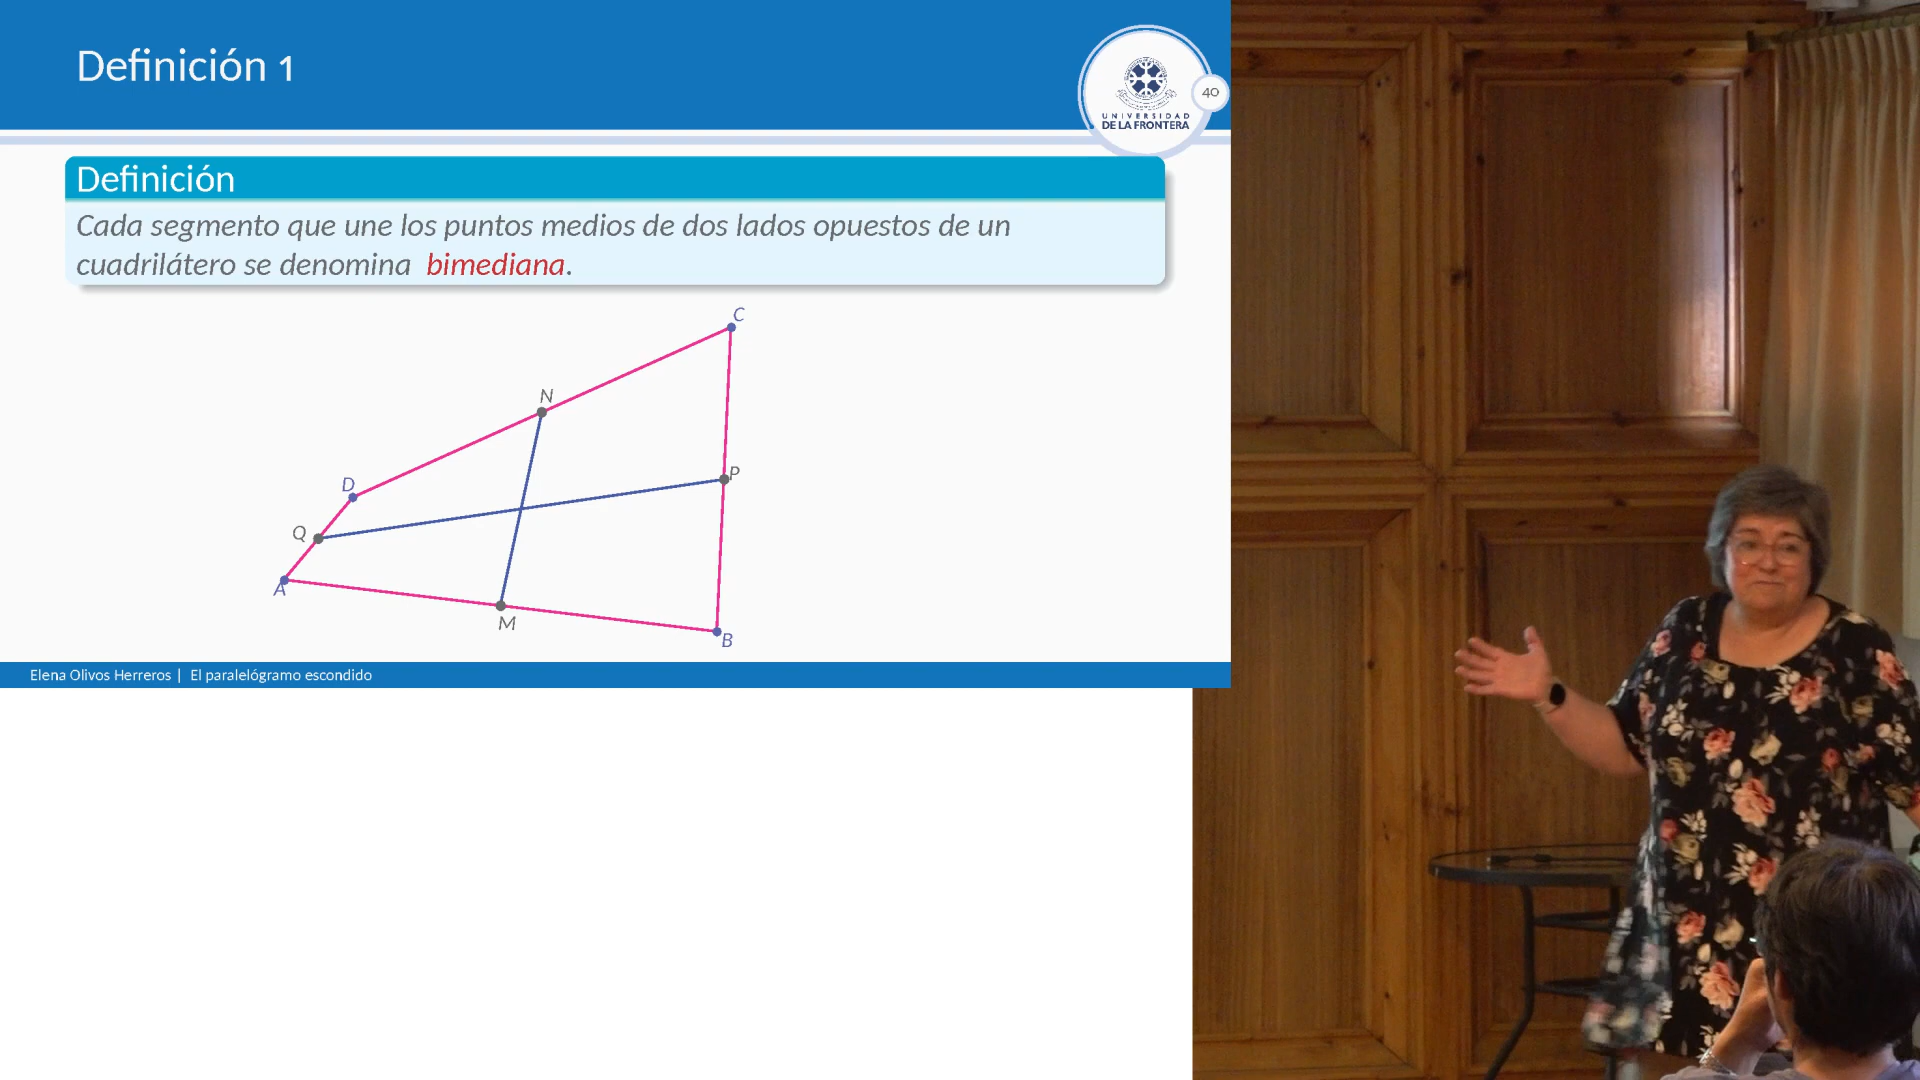 Definición 1
40
UNIVERSIDAD
DE LA FRONTERA
Definición
Cada segmento que une los puntos medios de dos lados opuestos de un
cuadrilátero se denomina bimediana.
C
N
P
D
Q
A
M
B
Elena Olivos Herreros | El paralelógramo escondido